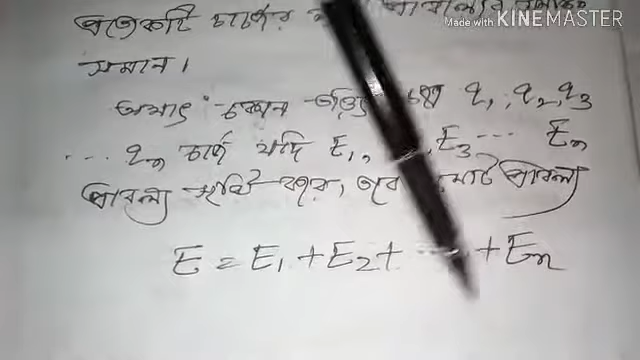 Made with KINEMASTER
প্রত্যেকটি চার্জের প্রাবল্যের
সমান।
অর্থাৎ কোন q₁, q₂, q₃
... qₙ চার্জ যদি E₁, E₃ ... Eₙ
প্রাবল্য সৃষ্টি করে, তবে মোট প্রাবল্য
E = E₁ + E₂ + ... + Eₙ